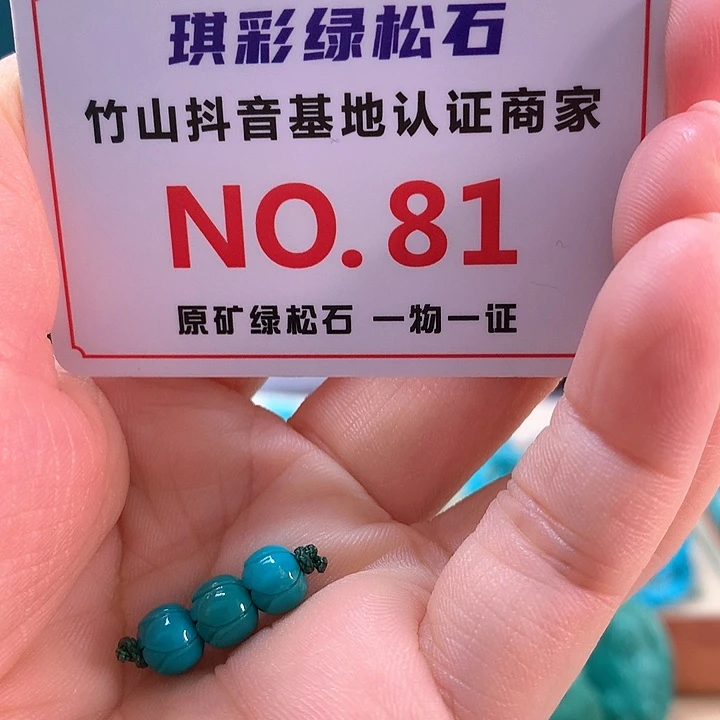 琪彩绿松石
竹山抖音基地认证商家
NO.81
原矿绿松石 一物一证